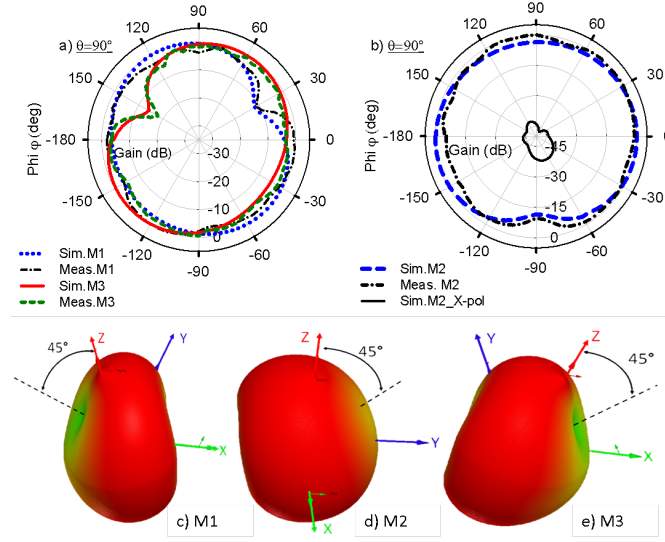 90
120
60
a) θ=90°
150
30
Phi φ (deg)
-180
0
Gain (dB)
-30
-20
-10
0
-150
-30
-120
-60
-90
Sim.M1
Meas.M1
Sim.M3
Meas.M3
90
120
60
b) θ=90°
150
30
Phi φ (deg)
-180
0
Gain (dB)
-45
-30
-15
0
-150
-30
-120
-60
-90
Sim.M2
Meas. M2
Sim.M2_X-pol
45°
Z
Y
X
c) M1
Z
45°
Y
X
d) M2
Y
Z
45°
X
e) M3